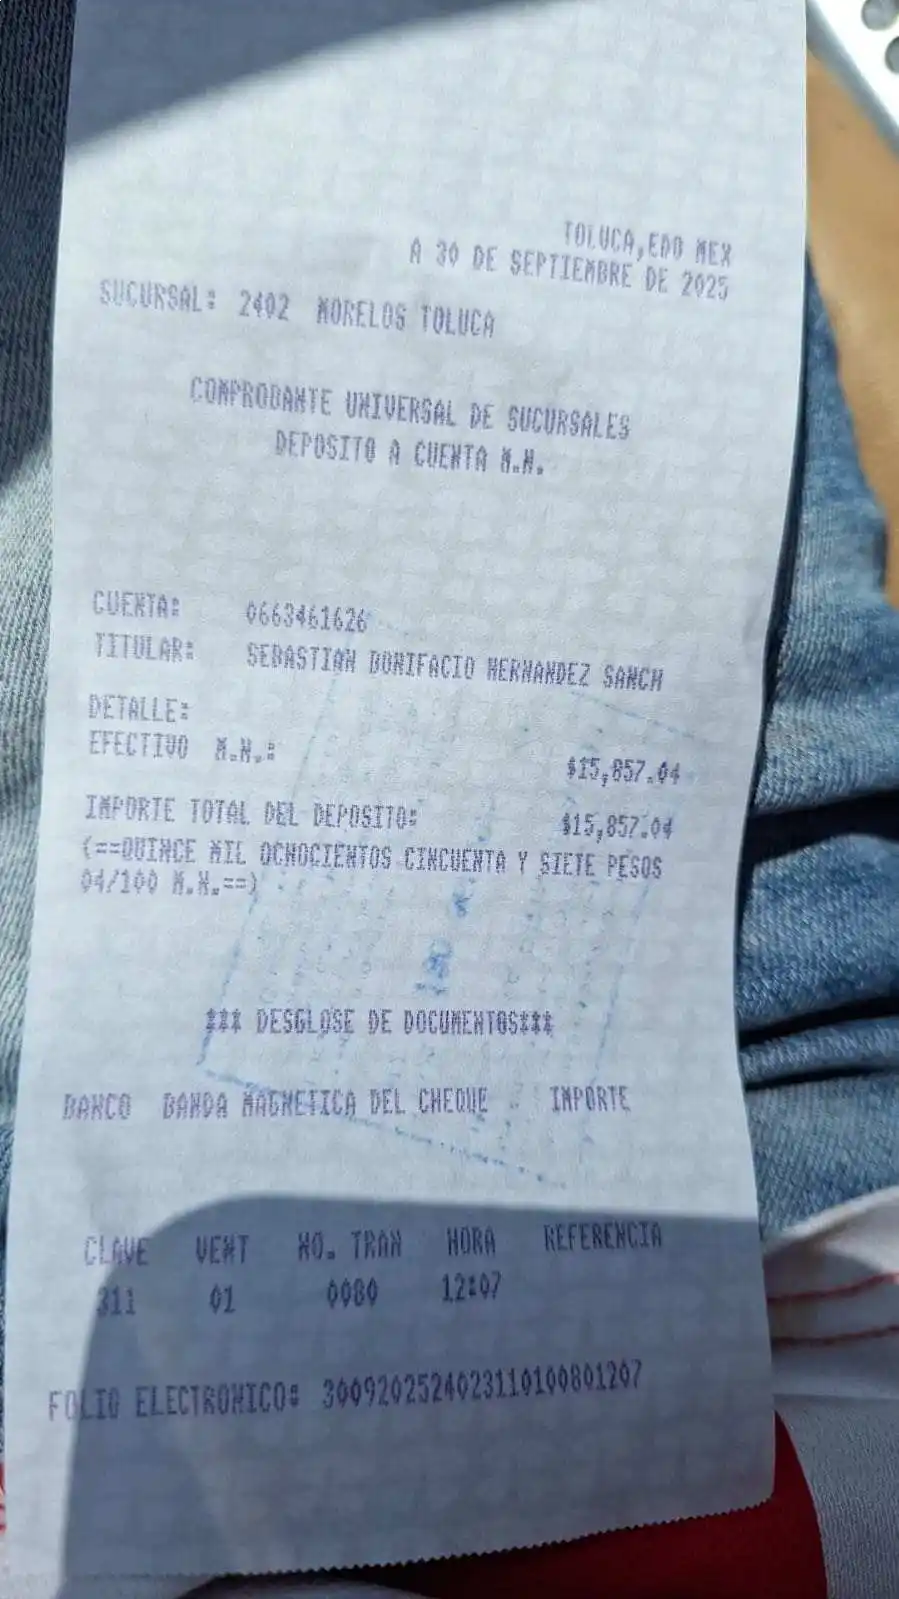 TOLUCA,EDO MEX
A 30 DE SEPTIEMBRE DE 2025
SUCURSAL: 2402 MORELOS TOLUCA
COMPROBANTE UNIVERSAL DE SUCURSALES
DEPOSITO A CUENTA M.N.
CUENTA: 0663461626
TITULAR: SEBASTIAN BONIFACIO HERNANDEZ SANCH
DETALLE:
EFECTIVO M.N.: $15,857.04
IMPORTE TOTAL DEL DEPOSITO: $15,857.04
(==QUINCE MIL OCHOCIENTOS CINCUENTA Y SIETE PESOS
04/100 M.N.==)
*** DESGLOSE DE DOCUMENTOS***
BANCO BANDA MAGNETICA DEL CHEQUE IMPORTE
CLAVE VENT NO. TRAN HORA REFERENCIA
311 01 0080 12:07
FOLIO ELECTRONICO: 3009202524023110100801207